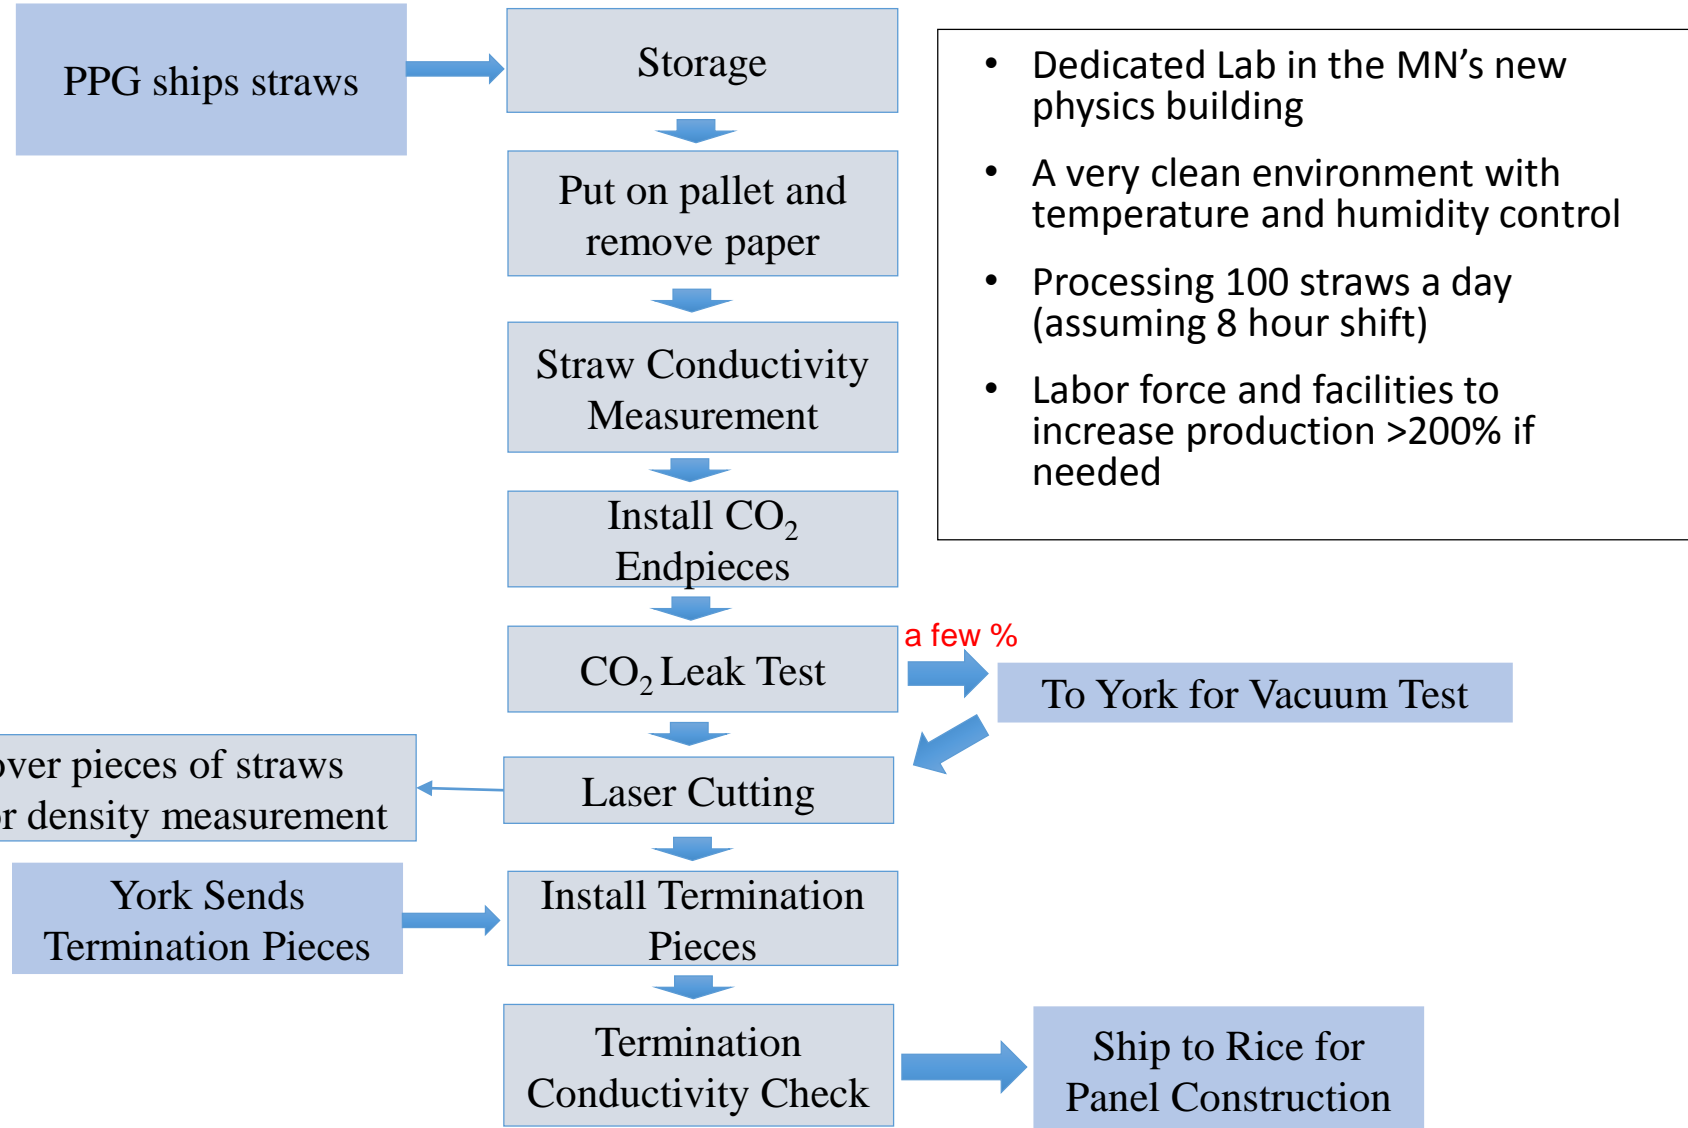 PPG ships straws
Storage
Put on pallet and
remove paper
Straw Conductivity
Measurement
Install CO₂
Endpieces
CO₂ Leak Test
a few %
To York for Vacuum Test
over pieces of straws
density measurement
Laser Cutting
York Sends
Termination Pieces
Install Termination
Pieces
Termination
Conductivity Check
Ship to Rice for
Panel Construction
• Dedicated Lab in the MN’s new
physics building
• A very clean environment with
temperature and humidity control
• Processing 100 straws a day
(assuming 8 hour shift)
• Labor force and facilities to
increase production >200% if
needed